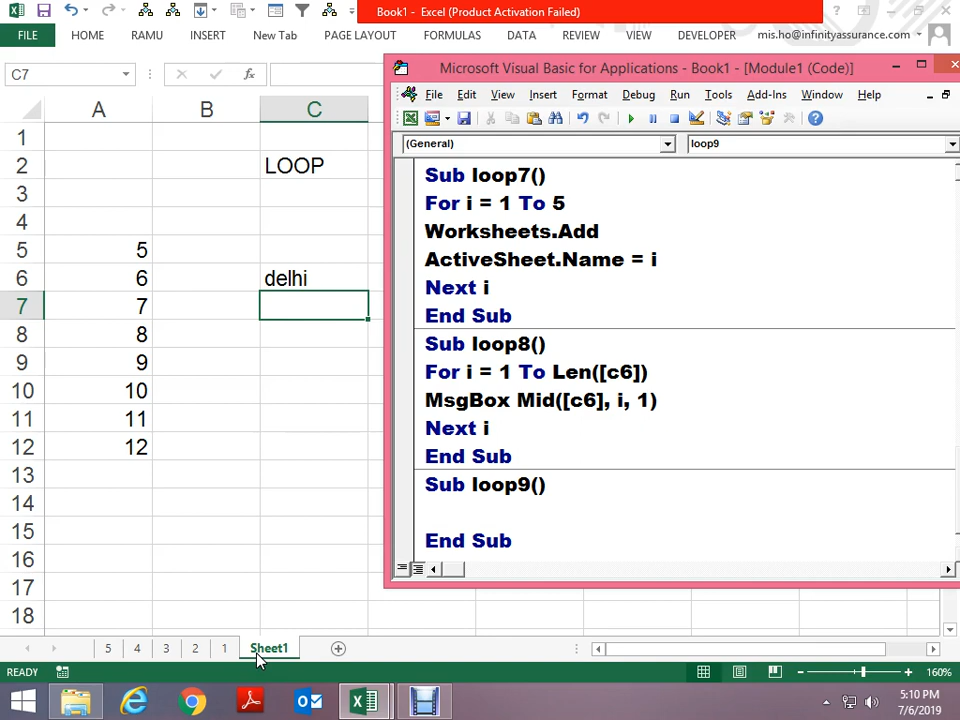 Book1 - Excel (Product Activation Failed)
FILE HOME RAMU INSERT New Tab PAGE LAYOUT FORMULAS DATA REVIEW VIEW DEVELOPER mis.ho@infinityassurance.com
C7 fx
Microsoft Visual Basic for Applications - Book1 - [Module1 (Code)]
File Edit View Insert Format Debug Run Tools Add-Ins Window Help
(General) loop9
A B C
1
2 LOOP
3
4
5 5
6 6 delhi
7 7
8 8
9 9
10 10
11 11
12 12
13
14
15
16
17
18
Sub loop7()
For i = 1 To 5
Worksheets.Add
ActiveSheet.Name = i
Next i
End Sub
Sub loop8()
For i = 1 To Len([c6])
MsgBox Mid([c6], i, 1)
Next i
End Sub
Sub loop9()
End Sub
5 4 3 2 1 Sheet1
READY 160%
5:10 PM
7/6/2019